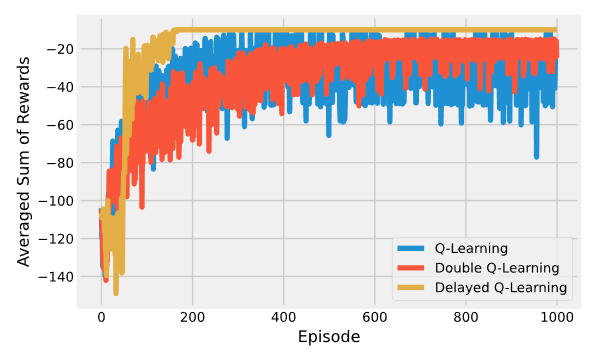 Averaged Sum of Rewards
−20
−40
−60
−80
−100
−120
−140
0
200
400
600
800
1000
Episode
Q-Learning
Double Q-Learning
Delayed Q-Learning